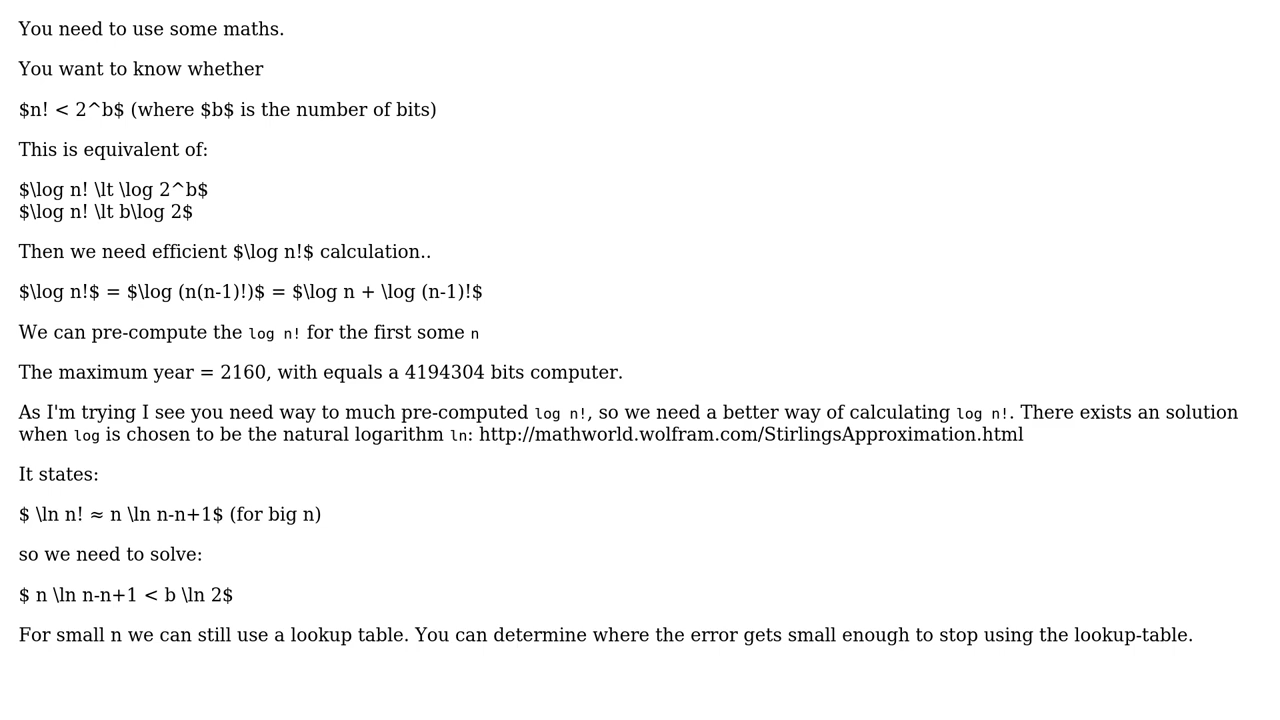 You need to use some maths.
You want to know whether
$n! < 2^b$ (where $b$ is the number of bits)
This is equivalent of:
$\log n! \lt \log 2^b$
$\log n! \lt b\log 2$
Then we need efficient $\log n!$ calculation..
$\log n!$ = $\log (n(n-1)!)$ = $\log n + \log (n-1)!$
We can pre-compute the log n! for the first some n
The maximum year = 2160, with equals a 4194304 bits computer.
As I'm trying I see you need way to much pre-computed log n!, so we need a better way of calculating log n!. There exists an solution
when log is chosen to be the natural logarithm ln: http://mathworld.wolfram.com/StirlingsApproximation.html
It states:
$ \ln n! ≈ n \ln n-n+1$ (for big n)
so we need to solve:
$ n \ln n-n+1 < b \ln 2$
For small n we can still use a lookup table. You can determine where the error gets small enough to stop using the lookup-table.